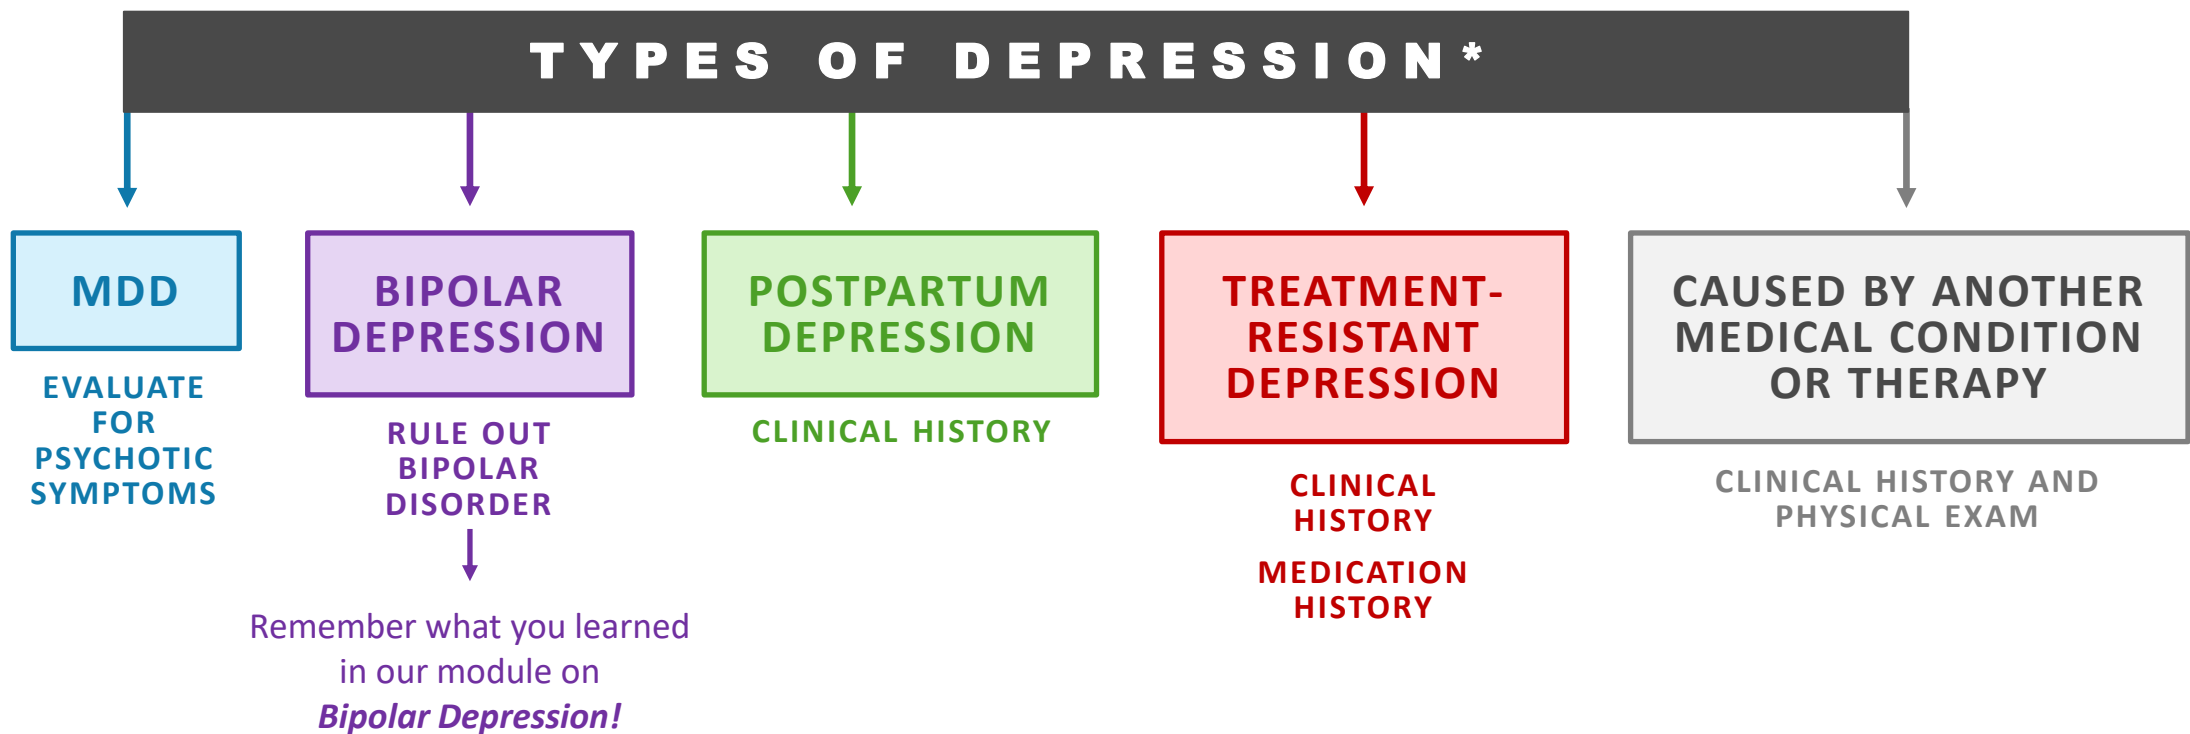 TYPES OF DEPRESSION*
MDD
EVALUATE
FOR
PSYCHOTIC
SYMPTOMS
BIPOLAR
DEPRESSION
RULE OUT
BIPOLAR
DISORDER
Remember what you learned
in our module on
Bipolar Depression!
POSTPARTUM
DEPRESSION
CLINICAL HISTORY
TREATMENT-
RESISTANT
DEPRESSION
CLINICAL
HISTORY
MEDICATION
HISTORY
CAUSED BY ANOTHER
MEDICAL CONDITION
OR THERAPY
CLINICAL HISTORY AND
PHYSICAL EXAM